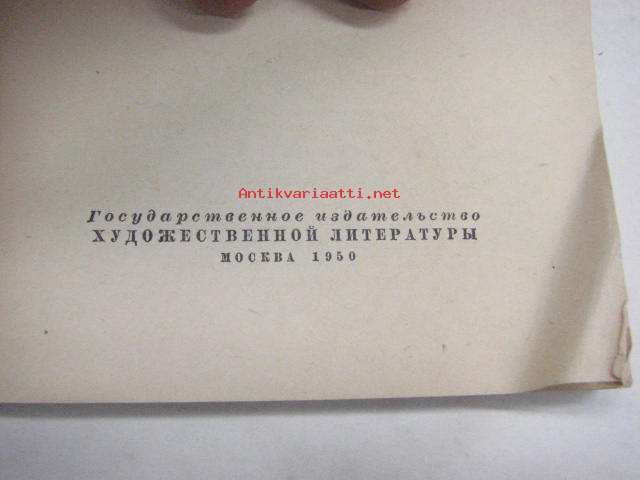 Antikvariaatti.net
Государственное издательство
ХУДОЖЕСТВЕННОЙ ЛИТЕРАТУРЫ
МОСКВА 1950